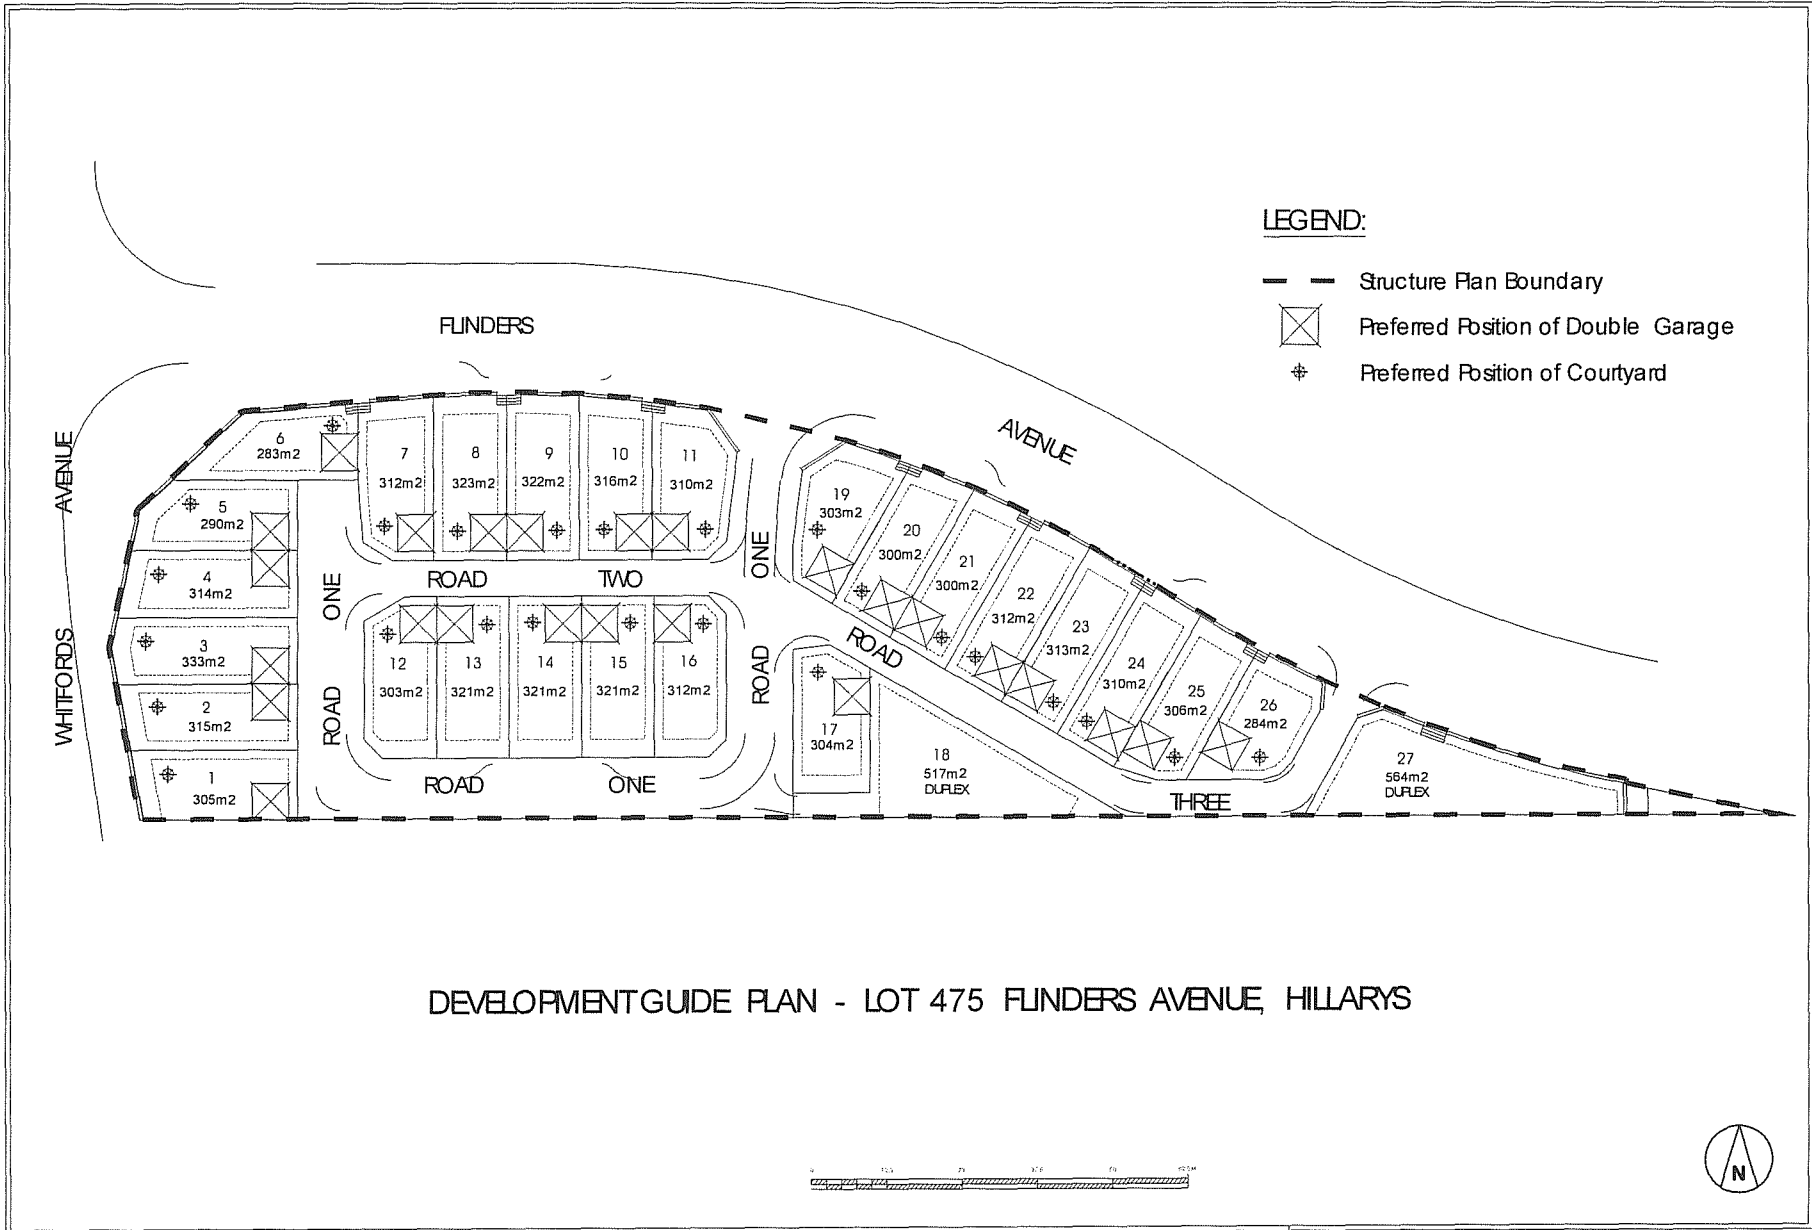 LEGEND:
Structure Plan Boundary
Preferred Position of Double Garage
Preferred Position of Courtyard
FLINDERS
AVENUE
WHITFORDS
AVENUE
6
283m2
7
312m2
8
323m2
9
322m2
10
316m2
11
310m2
5
290m2
4
314m2
3
333m2
2
315m2
1
305m2
ROAD
ONE
ROAD
TWO
ROAD
ONE
12
303m2
13
321m2
14
321m2
15
321m2
16
312m2
ROAD
ONE
19
303m2
20
300m2
21
300m2
22
312m2
23
313m2
24
310m2
25
306m2
26
284m2
ROAD
THREE
17
304m2
18
517m2
DUPLEX
27
564m2
DUPLEX
DEVELOPMENT GUIDE PLAN - LOT 475 FLINDERS AVENUE, HILLARYS
N